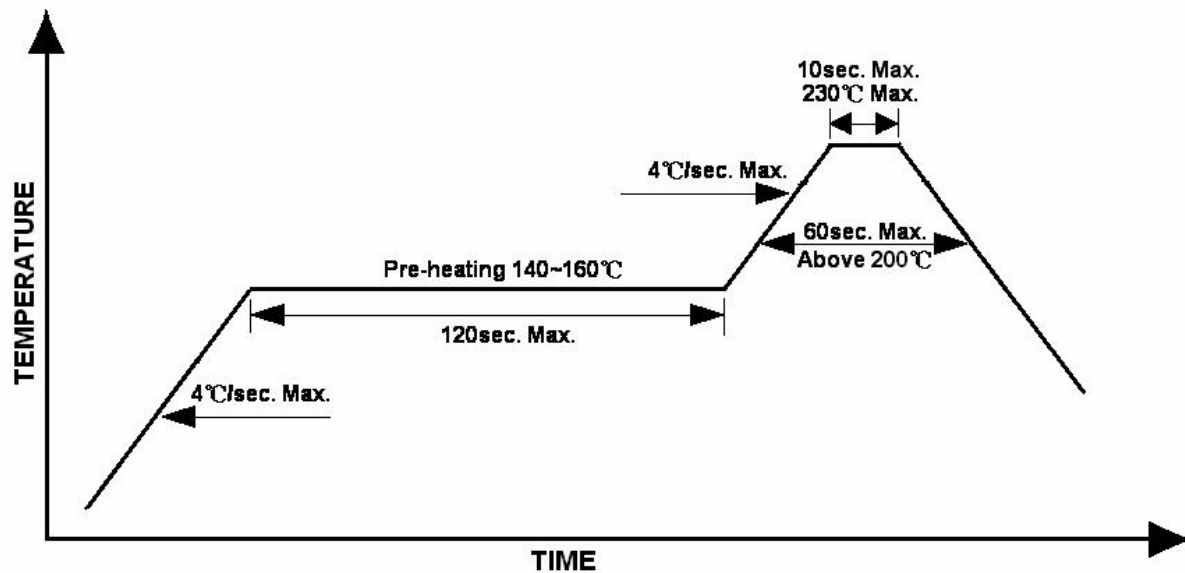 10sec. Max.
230℃ Max.
4℃/sec. Max.
60sec. Max.
Above 200℃
Pre-heating 140~160℃
120sec. Max.
4℃/sec. Max.
TEMPERATURE
TIME